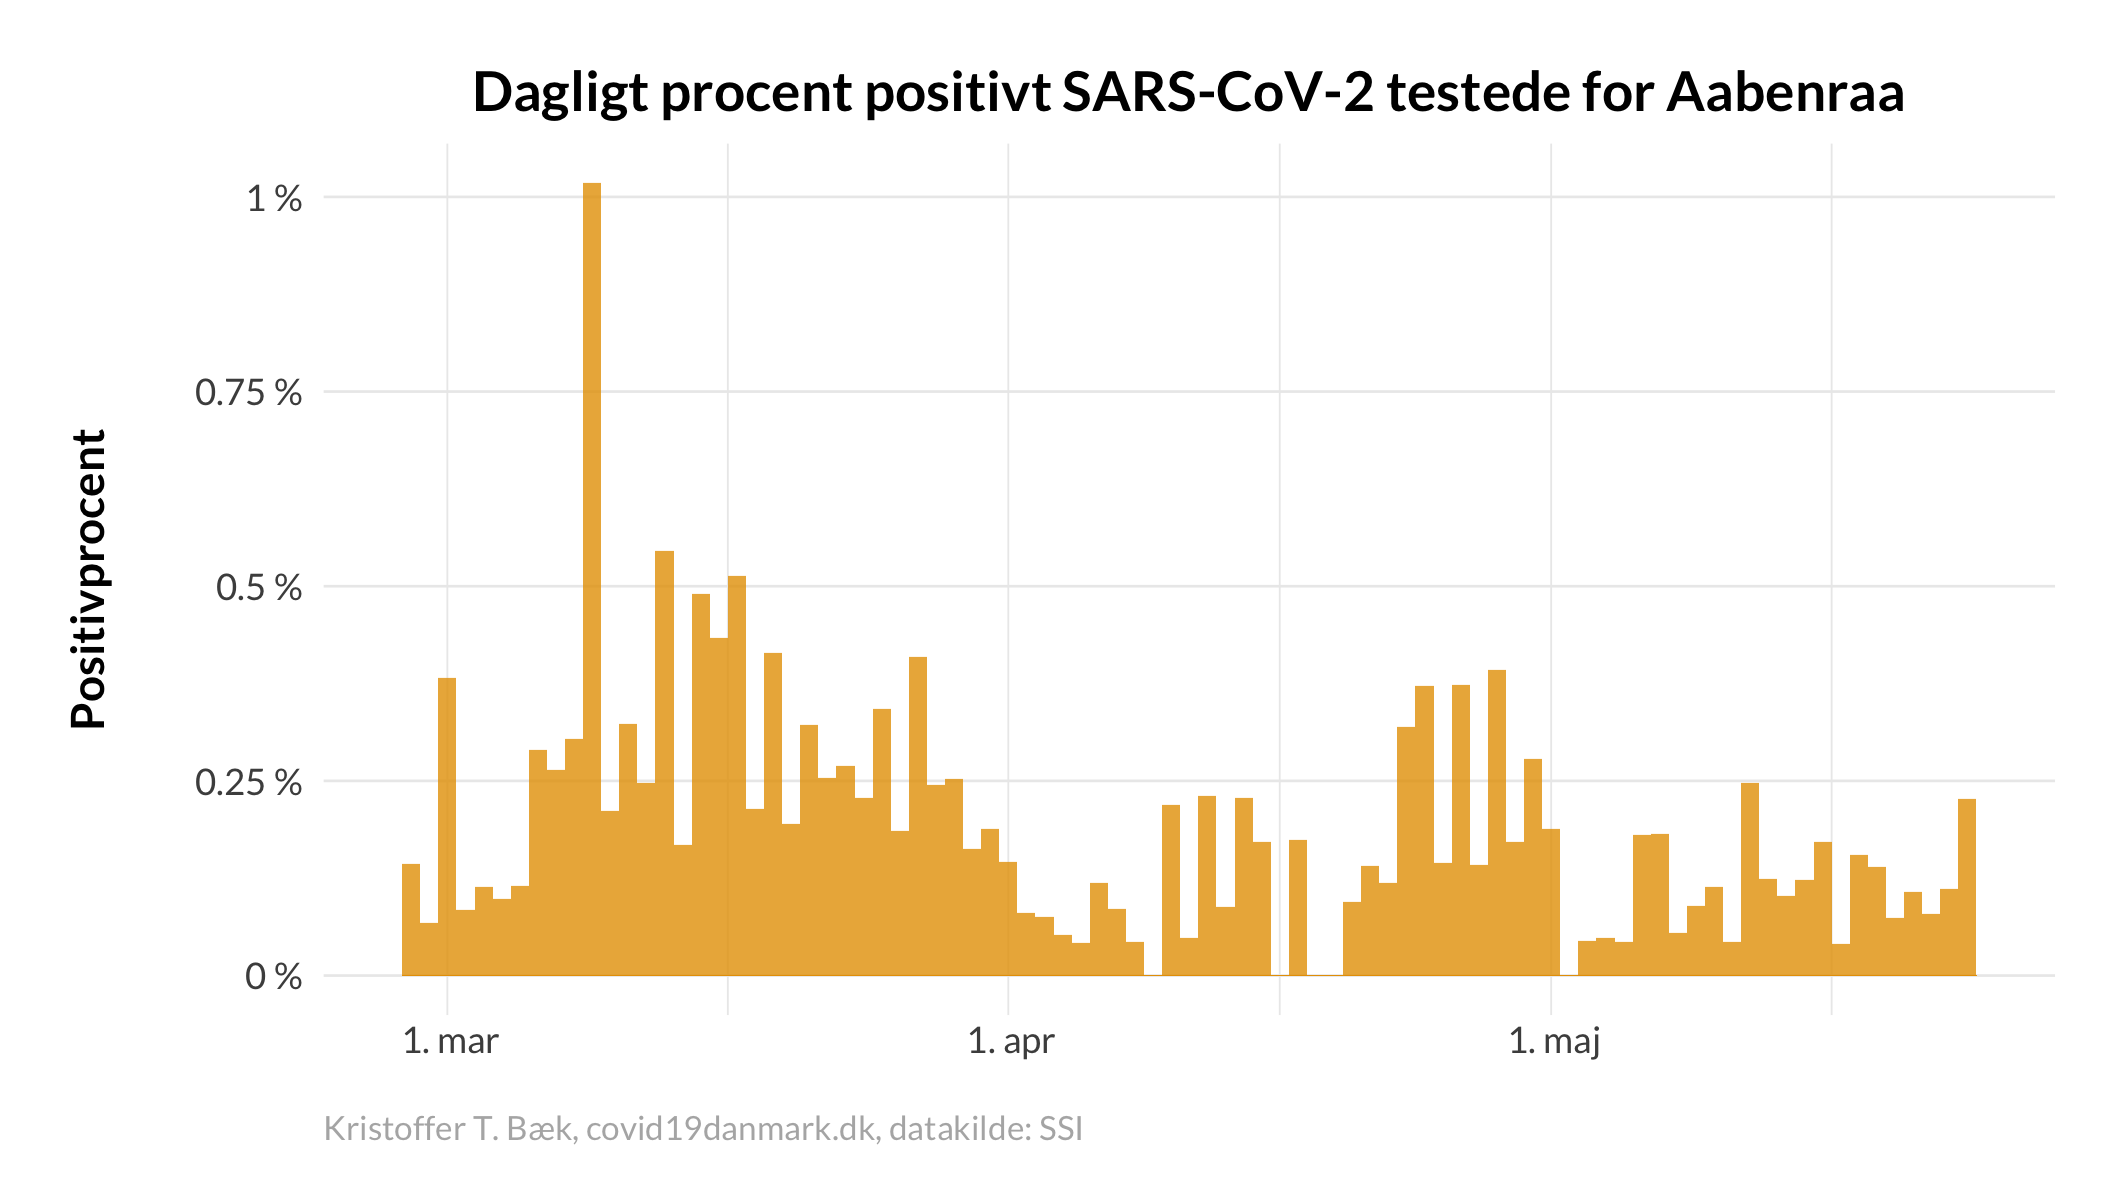 Dagligt procent positivt SARS-CoV-2 testede for Aabenraa
Positivprocent
1 %
0.75 %
0.5 %
0.25 %
0 %
1. mar
1. apr
1. maj
Kristoffer T. Bæk, covid19danmark.dk, datakilde: SSI